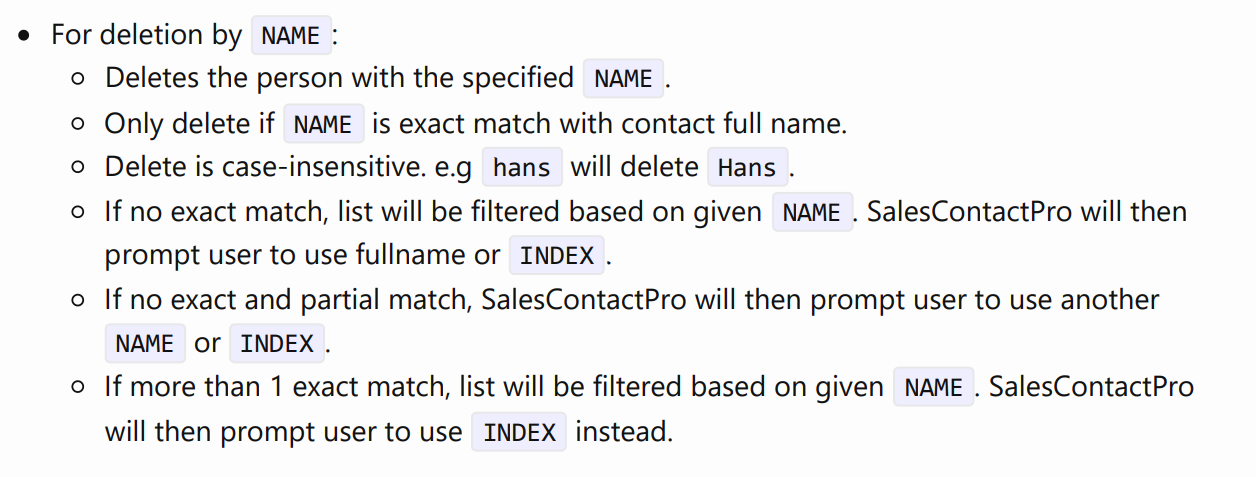 For deletion by NAME:
Deletes the person with the specified NAME.
Only delete if NAME is exact match with contact full name.
Delete is case-insensitive. e.g hans will delete Hans.
If no exact match, list will be filtered based on given NAME. SalesContactPro will then
prompt user to use fullname or INDEX.
If no exact and partial match, SalesContactPro will then prompt user to use another
NAME or INDEX.
If more than 1 exact match, list will be filtered based on given NAME. SalesContactPro
will then prompt user to use INDEX instead.